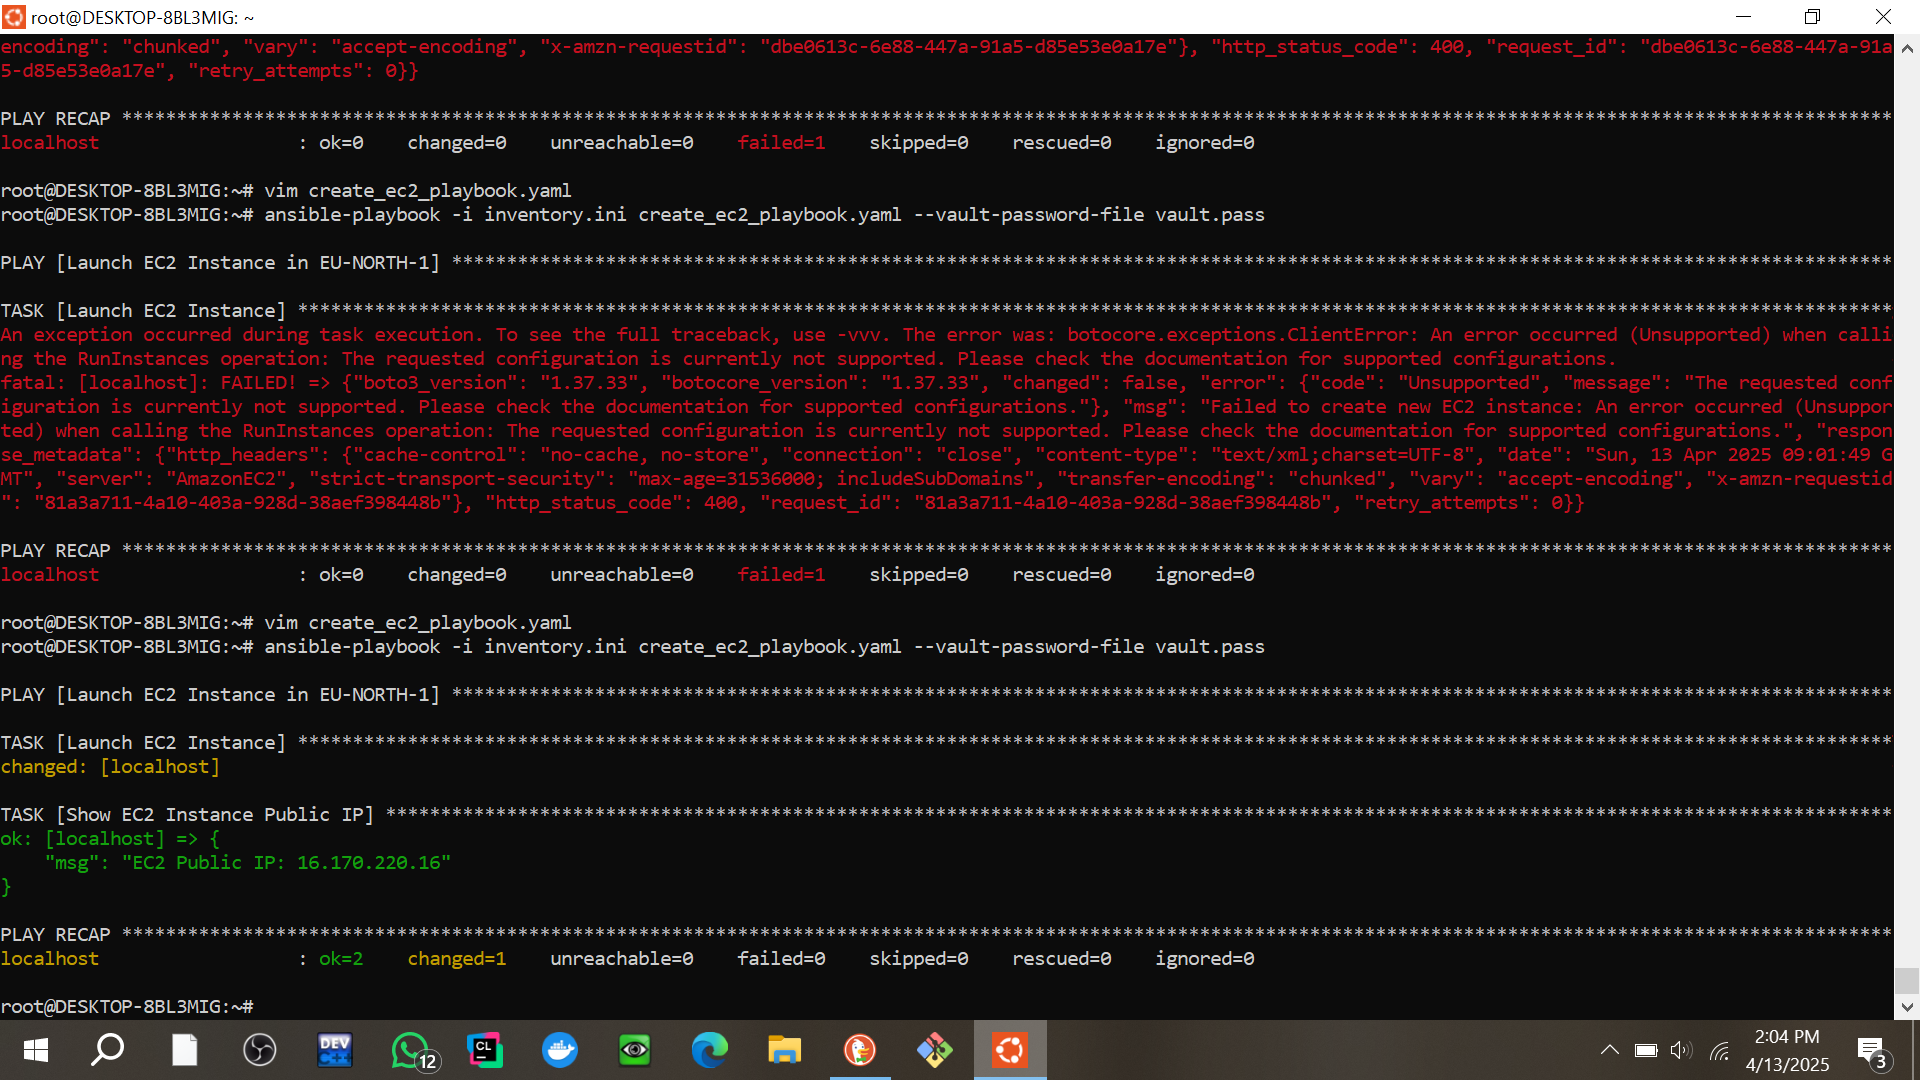 root@DESKTOP-8BL3MIG: ~
encoding": "chunked", "vary": "accept-encoding", "x-amzn-requestid": "dbe0613c-6e88-447a-91a5-d85e53e0a17e"}, "http_status_code": 400, "request_id": "dbe0613c-6e88-447a-91a
5-d85e53e0a17e", "retry_attempts": 0}}
PLAY RECAP *****************************************************************************************************************************************************************
localhost                  : ok=0    changed=0    unreachable=0    failed=1    skipped=0    rescued=0    ignored=0
root@DESKTOP-8BL3MIG:~# vim create_ec2_playbook.yaml
root@DESKTOP-8BL3MIG:~# ansible-playbook -i inventory.ini create_ec2_playbook.yaml --vault-password-file vault.pass
PLAY [Launch EC2 Instance in EU-NORTH-1] ***********************************************************************************************************************************
TASK [Launch EC2 Instance] *************************************************************************************************************************************************
An exception occurred during task execution. To see the full traceback, use -vvv. The error was: botocore.exceptions.ClientError: An error occurred (Unsupported) when calli
ng the RunInstances operation: The requested configuration is currently not supported. Please check the documentation for supported configurations.
fatal: [localhost]: FAILED! => {"boto3_version": "1.37.33", "botocore_version": "1.37.33", "changed": false, "error": {"code": "Unsupported", "message": "The requested conf
iguration is currently not supported. Please check the documentation for supported configurations."}, "msg": "Failed to create new EC2 instance: An error occurred (Unsuppor
ted) when calling the RunInstances operation: The requested configuration is currently not supported. Please check the documentation for supported configurations.", "respon
se_metadata": {"http_headers": {"cache-control": "no-cache, no-store", "connection": "close", "content-type": "text/xml;charset=UTF-8", "date": "Sun, 13 Apr 2025 09:01:49 G
MT", "server": "AmazonEC2", "strict-transport-security": "max-age=31536000; includeSubDomains", "transfer-encoding": "chunked", "vary": "accept-encoding", "x-amzn-requestid
": "81a3a711-4a10-403a-928d-38aef398448b"}, "http_status_code": 400, "request_id": "81a3a711-4a10-403a-928d-38aef398448b", "retry_attempts": 0}}
PLAY RECAP *****************************************************************************************************************************************************************
localhost                  : ok=0    changed=0    unreachable=0    failed=1    skipped=0    rescued=0    ignored=0
root@DESKTOP-8BL3MIG:~# vim create_ec2_playbook.yaml
root@DESKTOP-8BL3MIG:~# ansible-playbook -i inventory.ini create_ec2_playbook.yaml --vault-password-file vault.pass
PLAY [Launch EC2 Instance in EU-NORTH-1] ***********************************************************************************************************************************
TASK [Launch EC2 Instance] *************************************************************************************************************************************************
changed: [localhost]
TASK [Show EC2 Instance Public IP] *****************************************************************************************************************************************
ok: [localhost] => {
    "msg": "EC2 Public IP: 16.170.220.16"
}
PLAY RECAP *****************************************************************************************************************************************************************
localhost                  : ok=2    changed=1    unreachable=0    failed=0    skipped=0    rescued=0    ignored=0
root@DESKTOP-8BL3MIG:~#
DEV
C++
12
CL
2:04 PM
4/13/2025
3